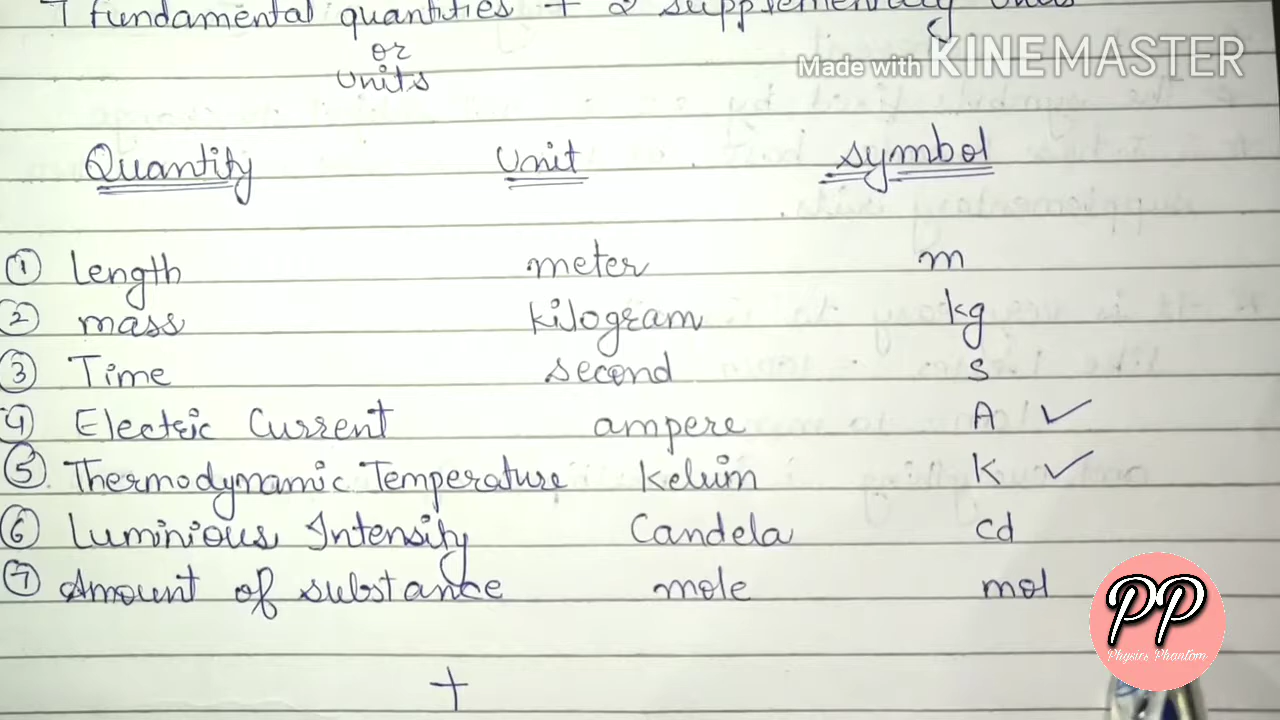 7 fundamental quantities + 2 supplementary units
or
units
Made with KINEMASTER
Quantity Unit Symbol
① Length meter m
② mass kilogram kg
③ Time second s
④ Electric Current ampere A ✓
⑤ Thermodynamic Temperature Kelvin K ✓
⑥ Luminious Intensity Candela cd
⑦ Amount of substance mole mol
+
PP
Physics Phantom